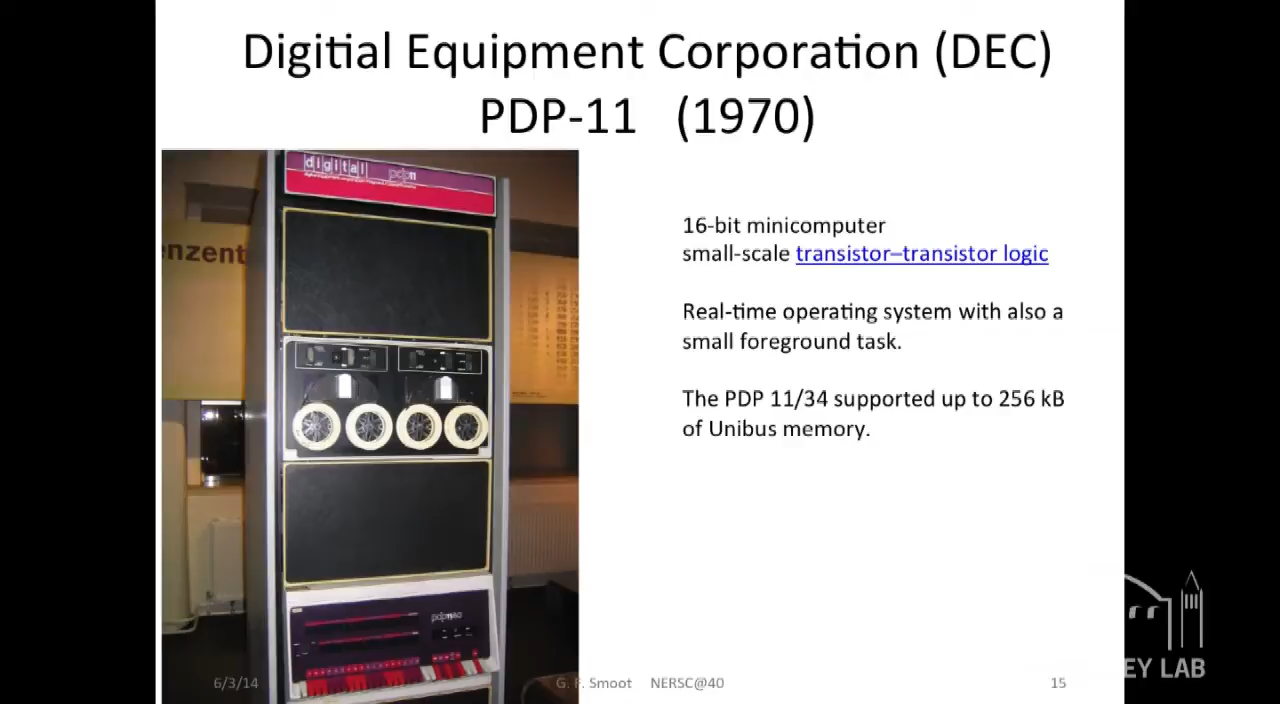 Digitial Equipment Corporation (DEC)
PDP-11 (1970)
digital pdp11
enzent
16-bit minicomputer
small-scale transistor–transistor logic
Real-time operating system with also a
small foreground task.
The PDP 11/34 supported up to 256 kB
of Unibus memory.
pdp11/40
6/3/14
G. F. Smoot NERSC@40
15
EY LAB